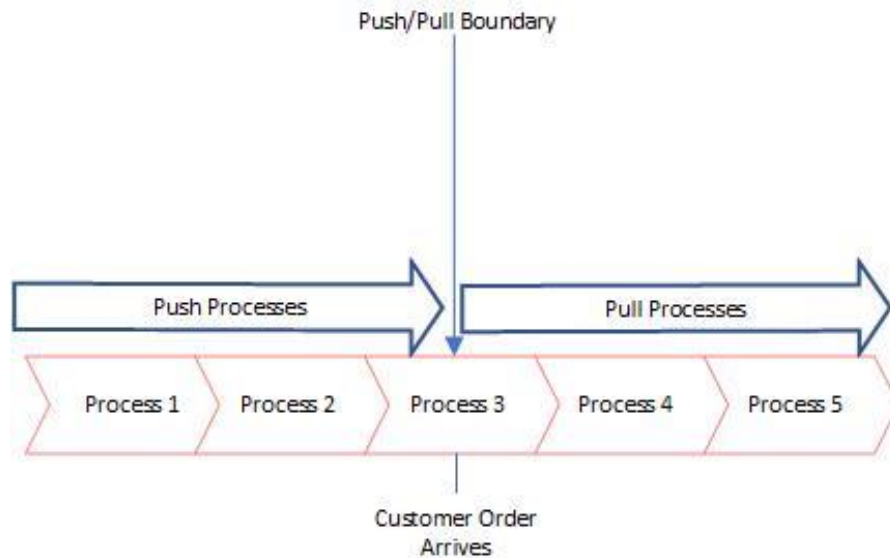 Push/Pull Boundary
Push Processes
Pull Processes
Process 1
Process 2
Process 3
Process 4
Process 5
Customer Order
Arrives